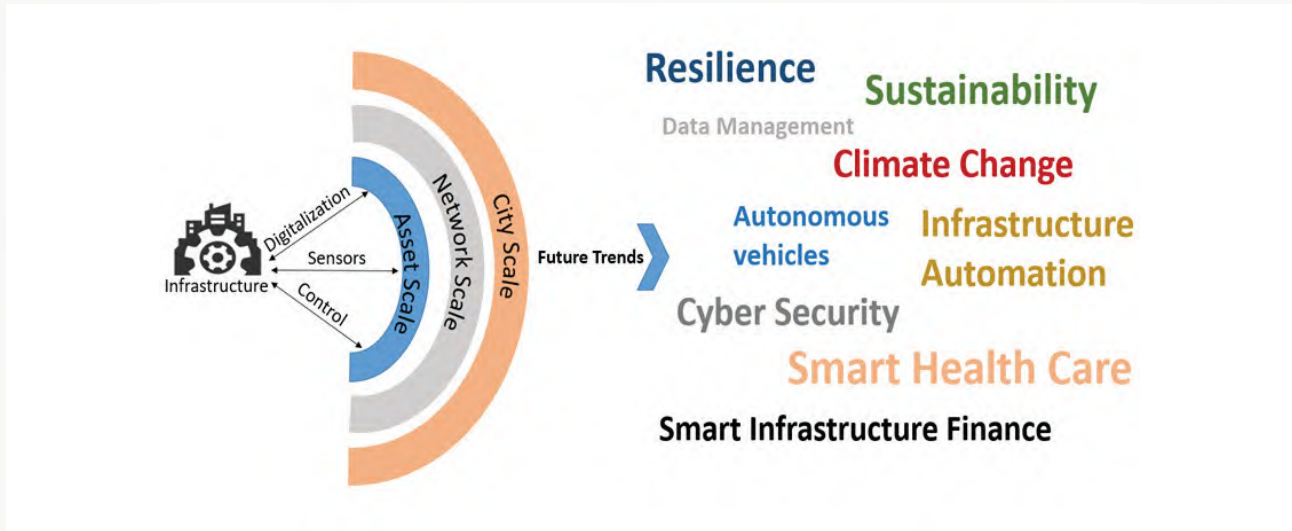 Infrastructure
Digitalization
Sensors
Control
Asset Scale
Network Scale
City Scale
Future Trends
Resilience
Sustainability
Data Management
Climate Change
Autonomous
vehicles
Infrastructure
Automation
Cyber Security
Smart Health Care
Smart Infrastructure Finance